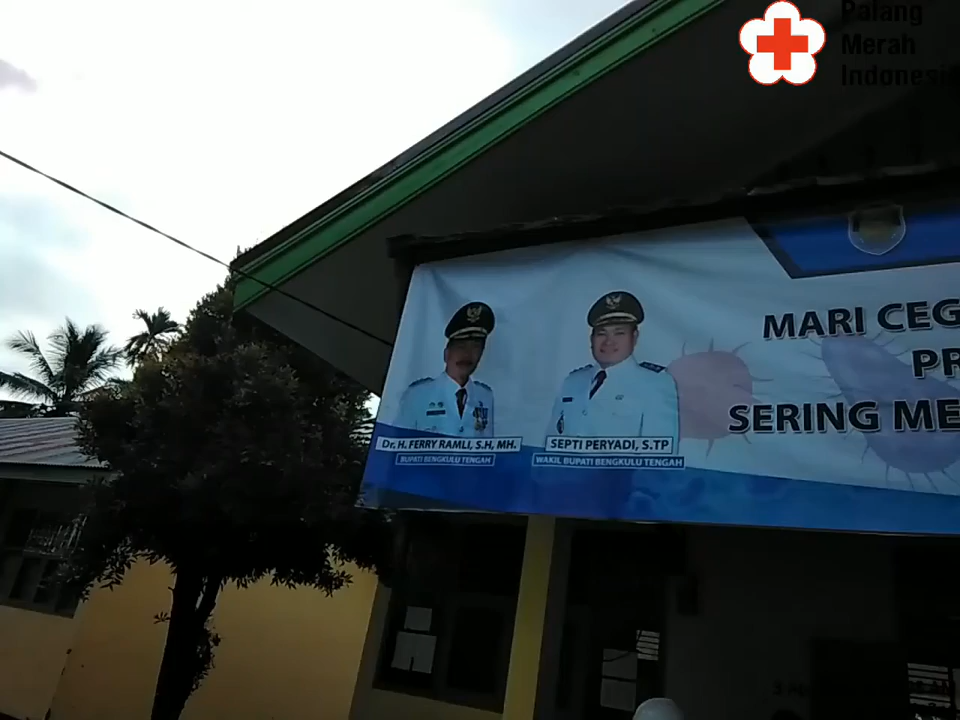 Palang
Merah
Indonesia
MARI CEG
PR
SERING ME
Dr. H. FERRY RAMLI, S.H, MH.
BUPATI BENGKULU TENGAH
SEPTI PERYADI, S.TP
WAKIL BUPATI BENGKULU TENGAH